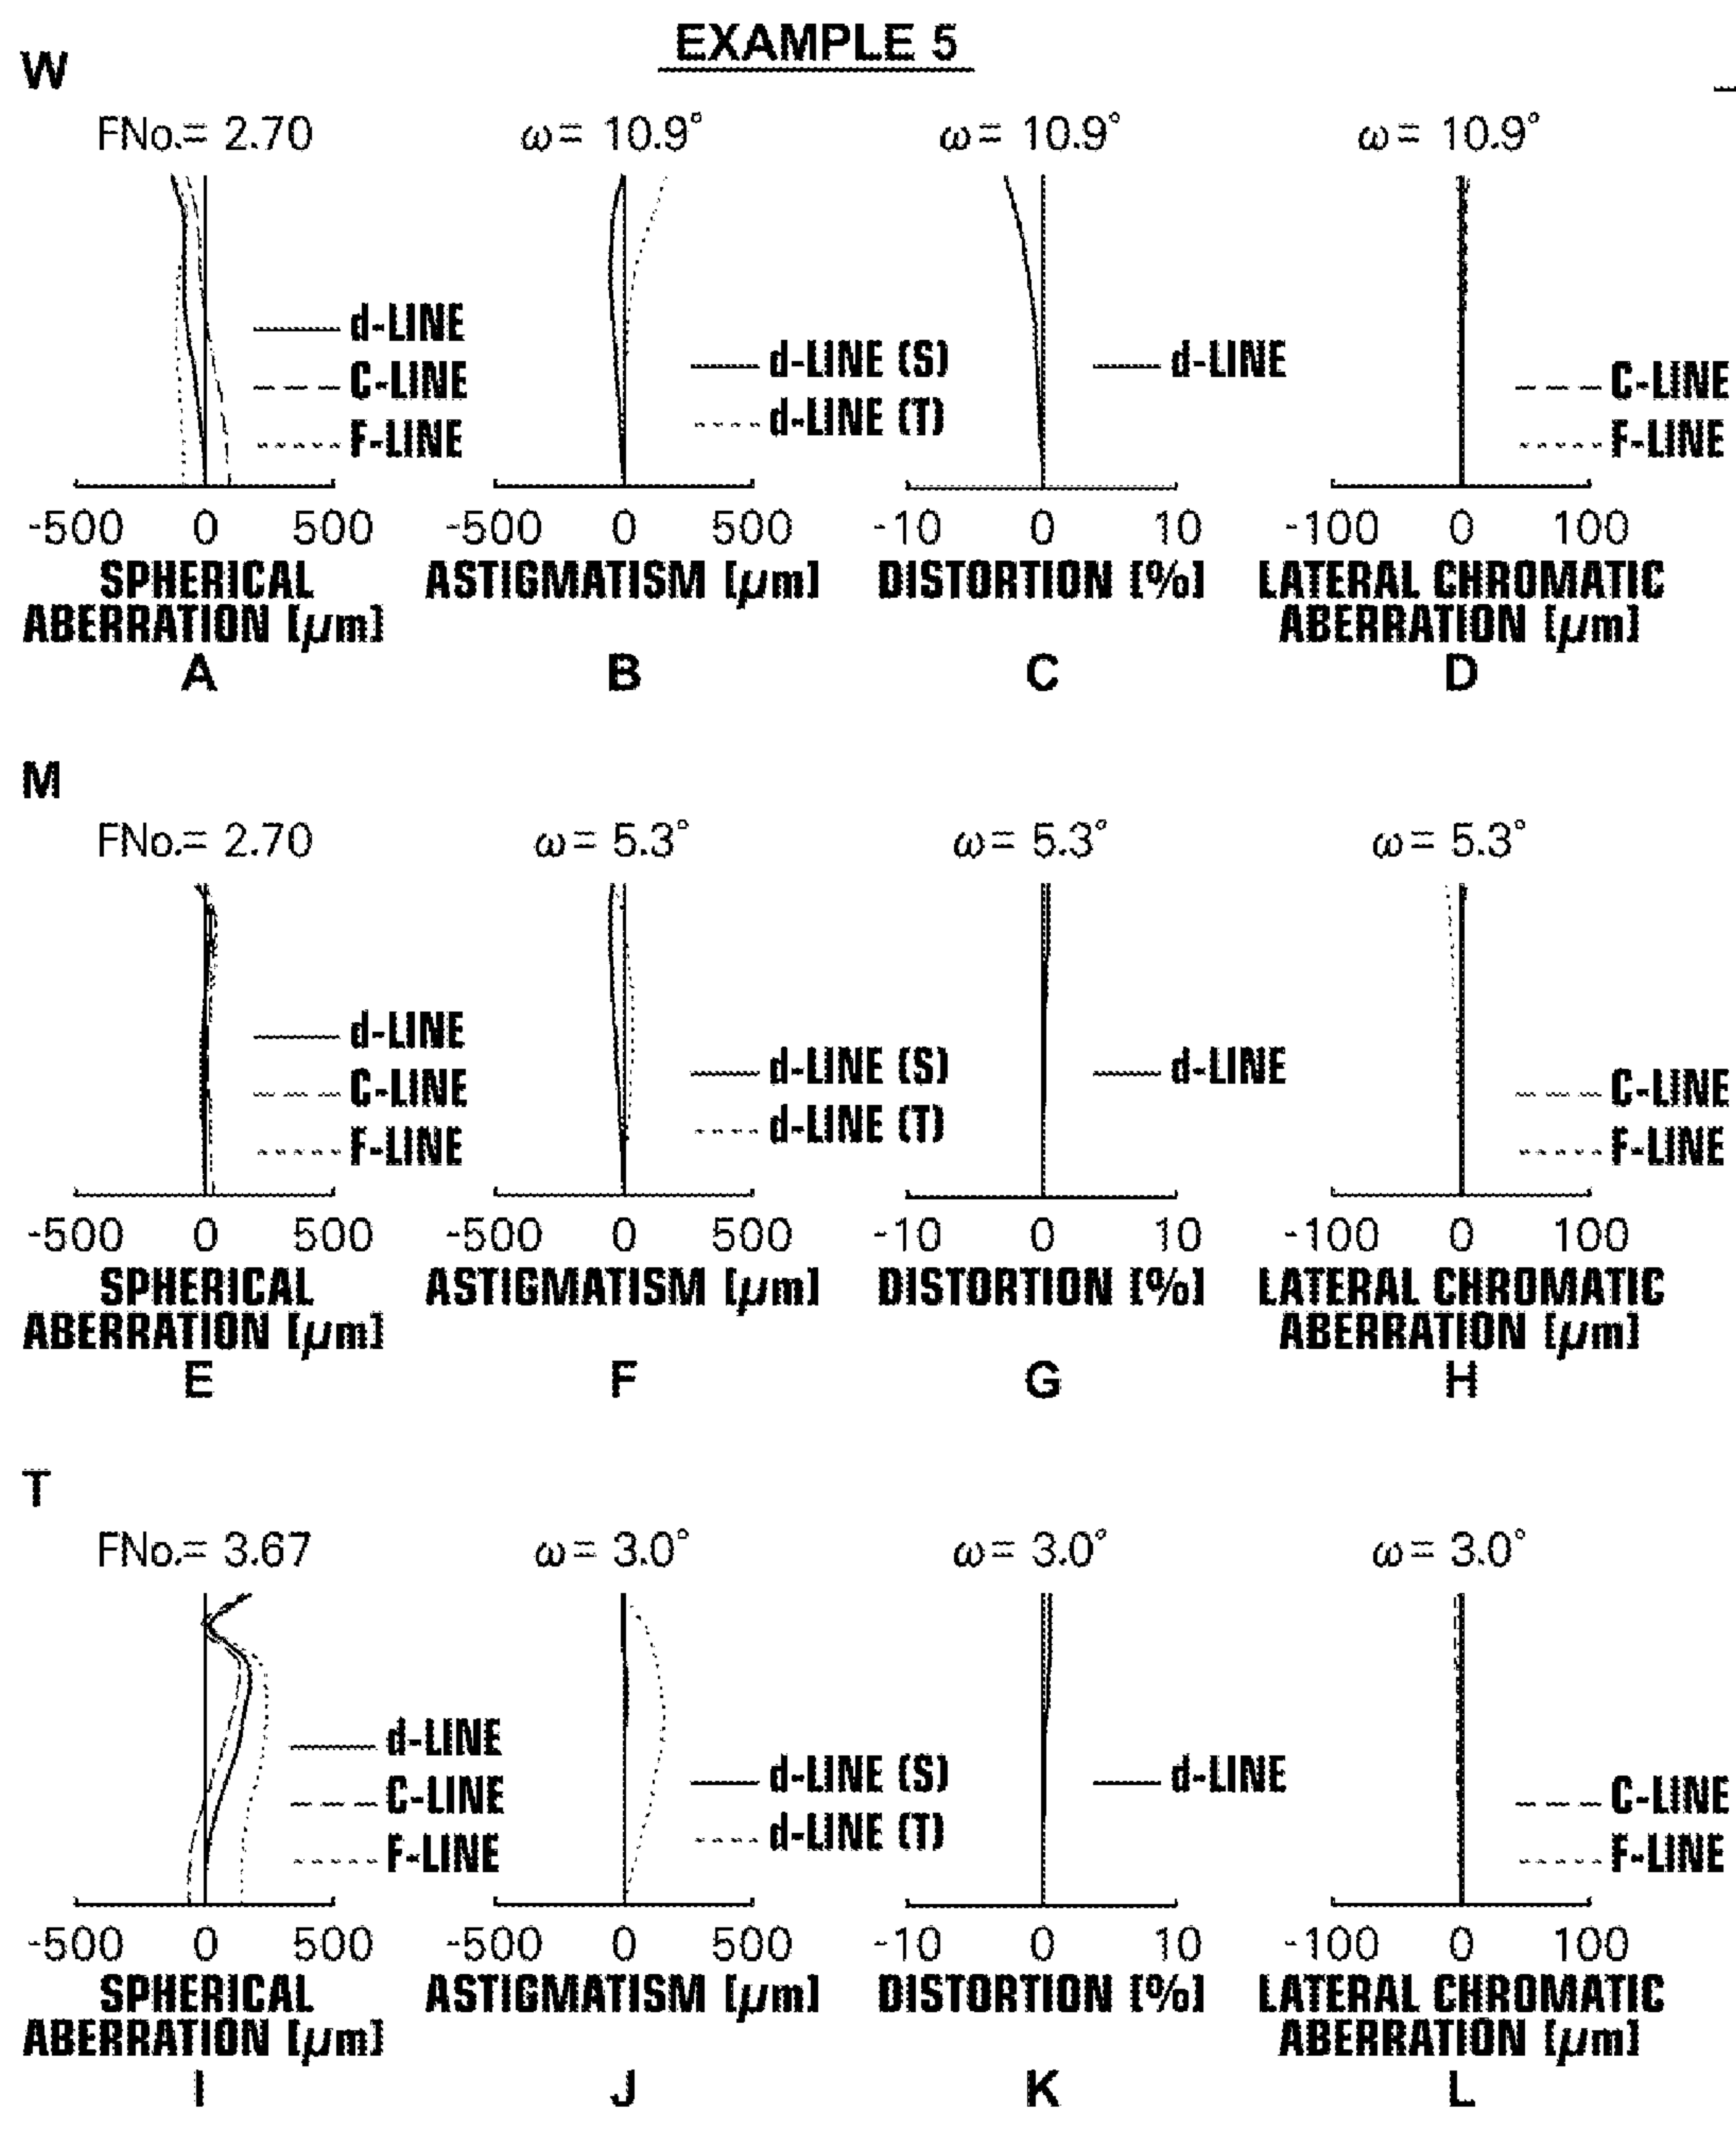 EXAMPLE 5
W
FNo.= 2.70
ω= 10.9°
ω= 10.9°
ω= 10.9°
d-LINE
C-LINE
F-LINE
d-LINE (S)
d-LINE (T)
d-LINE
C-LINE
F-LINE
-500 0 500
-500 0 500
-10 0 10
-100 0 100
SPHERICAL
ABERRATION [μm]
ASTIGMATISM [μm]
DISTORTION [%]
LATERAL CHROMATIC
ABERRATION [μm]
A
B
C
D
M
FNo.= 2.70
ω= 5.3°
ω= 5.3°
ω= 5.3°
d-LINE
C-LINE
F-LINE
d-LINE (S)
d-LINE (T)
d-LINE
C-LINE
F-LINE
-500 0 500
-500 0 500
-10 0 10
-100 0 100
SPHERICAL
ABERRATION [μm]
ASTIGMATISM [μm]
DISTORTION [%]
LATERAL CHROMATIC
ABERRATION [μm]
E
F
G
H
T
FNo.= 3.67
ω= 3.0°
ω= 3.0°
ω= 3.0°
d-LINE
C-LINE
F-LINE
d-LINE (S)
d-LINE (T)
d-LINE
C-LINE
F-LINE
-500 0 500
-500 0 500
-10 0 10
-100 0 100
SPHERICAL
ABERRATION [μm]
ASTIGMATISM [μm]
DISTORTION [%]
LATERAL CHROMATIC
ABERRATION [μm]
I
J
K
L